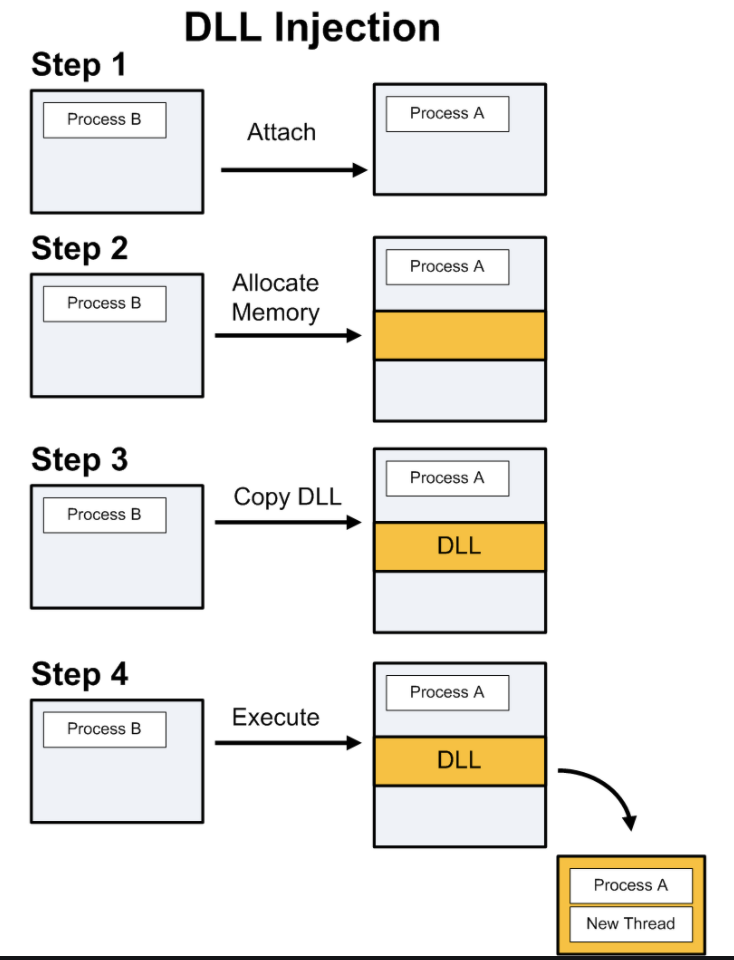 DLL Injection
Step 1
Process B
Attach
Process A
Step 2
Process B
Allocate
Memory
Process A
Step 3
Process B
Copy DLL
Process A
DLL
Step 4
Process B
Execute
Process A
DLL
Process A
New Thread